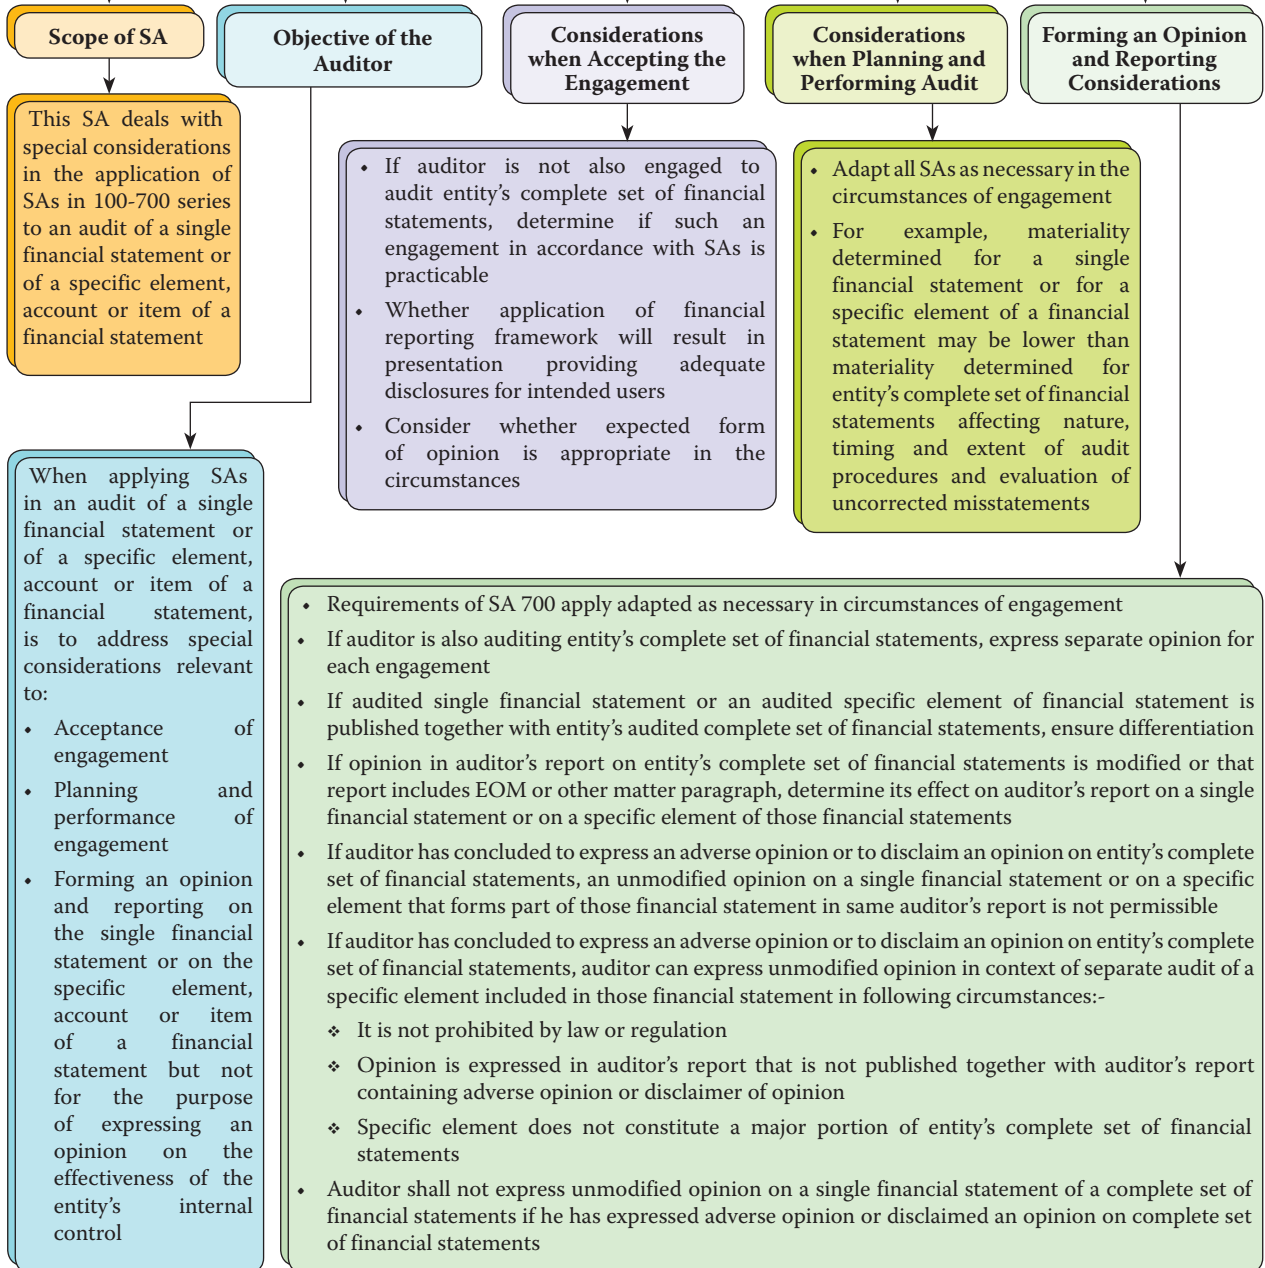 Scope of SA
Objective of the
Auditor
Considerations
when Accepting the
Engagement
Considerations
when Planning and
Performing Audit
Forming an Opinion
and Reporting
Considerations
This SA deals with
special considerations
in the application of
SAs in 100-700 series
to an audit of a single
financial statement or
of a specific element,
account or item of a
financial statement
• If auditor is not also engaged to
audit entity’s complete set of financial
statements, determine if such an
engagement in accordance with SAs is
practicable
• Whether application of financial
reporting framework will result in
presentation providing adequate
disclosures for intended users
• Consider whether expected form
of opinion is appropriate in the
circumstances
• Adapt all SAs as necessary in the
circumstances of engagement
• For example, materiality
determined for a single
financial statement or for a
specific element of a financial
statement may be lower than
materiality determined for
entity’s complete set of financial
statements affecting nature,
timing and extent of audit
procedures and evaluation of
uncorrected misstatements
When applying SAs
in an audit of a single
financial statement or
of a specific element,
account or item of a
financial statement,
is to address special
considerations relevant
to:
• Acceptance of
engagement
• Planning and
performance of
engagement
• Forming an opinion
and reporting on
the single financial
statement or on the
specific element,
account or item
of a financial
statement but not
for the purpose
of expressing an
opinion on the
effectiveness of the
entity’s internal
control
• Requirements of SA 700 apply adapted as necessary in circumstances of engagement
• If auditor is also auditing entity’s complete set of financial statements, express separate opinion for
each engagement
• If audited single financial statement or an audited specific element of financial statement is
published together with entity’s audited complete set of financial statements, ensure differentiation
• If opinion in auditor’s report on entity’s complete set of financial statements is modified or that
report includes EOM or other matter paragraph, determine its effect on auditor’s report on a single
financial statement or on a specific element of those financial statements
• If auditor has concluded to express an adverse opinion or to disclaim an opinion on entity’s complete
set of financial statements, an unmodified opinion on a single financial statement or on a specific
element that forms part of those financial statement in same auditor’s report is not permissible
• If auditor has concluded to express an adverse opinion or to disclaim an opinion on entity’s complete
set of financial statements, auditor can express unmodified opinion in context of separate audit of a
specific element included in those financial statement in following circumstances:-
❖ It is not prohibited by law or regulation
❖ Opinion is expressed in auditor’s report that is not published together with auditor’s report
containing adverse opinion or disclaimer of opinion
❖ Specific element does not constitute a major portion of entity’s complete set of financial
statements
• Auditor shall not express unmodified opinion on a single financial statement of a complete set of
financial statements if he has expressed adverse opinion or disclaimed an opinion on complete set
of financial statements